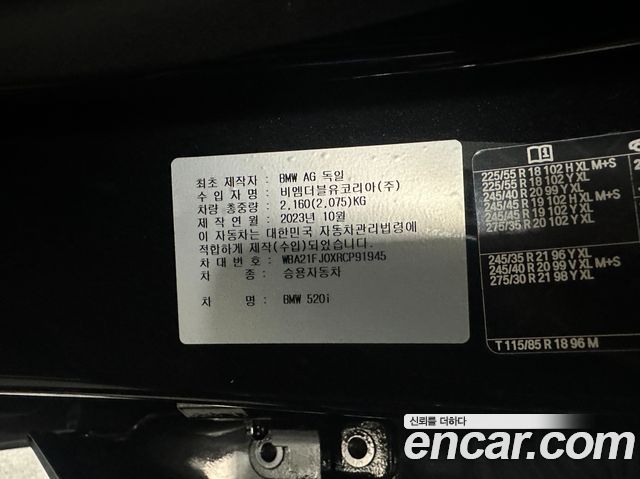 최초 제작자 : BMW AG 독일
수 입 자 명 : 비엠더블유코리아(주)
차량 총중량 : 2,160(2,075)KG
제 작 연 월 : 2023년 10월
이 자동차는 대한민국 자동차관리법령에
적합하게 제작(수입)되었습니다.
차 대 번 호 : WBA21FJ0XRCP91945
차 종 : 승용자동차
차 명 : BMW 520i
225/55 R 18 102 H XL M+S
225/55 R 18 102 Y XL
245/40 R 20 99 Y XL
245/45 R 19 102 Y XL M+S
245/45 R 19 102 Y XL
275/35 R 20 102 Y XL
245/35 R 21 96 Y XL
245/40 R 20 99 Y XL M+S
275/30 R 21 98 Y XL
T 115/85 R 18 96 M
신뢰를 더하다
encar.com